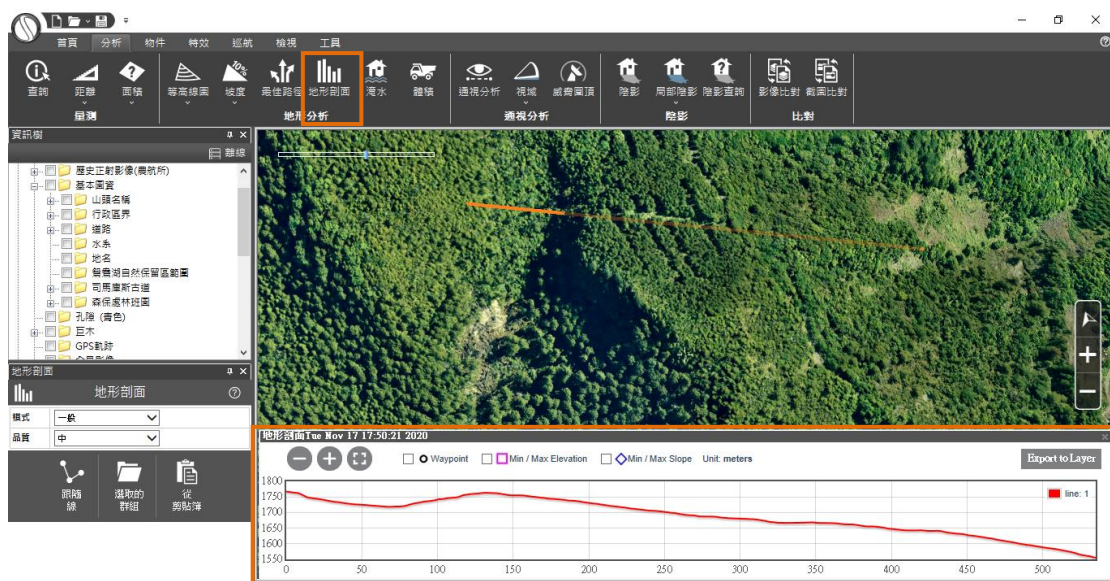 首頁 分析 物件 特效 巡航 檢視 工具
查詢 距離 面積 等高線圖 10% 坡度 最佳路徑 地形剖面 淹水 體積 通視分析 視域 威脅圖頂 陰影 局部陰影 陰影查詢 影像比對 截圖比對
量測 地形分析 通視分析 陰影 比對
資訊樹
離線
歷史正射影像(農航所)
基本圖資
山頭名稱
行政區界
道路
水系
地名
鴛鴦湖自然保留區範圍
司馬庫斯古道
森保處林班圖
孔隙 (青色)
巨木
GPS軌跡
地形剖面
地形剖面
模式 一般
品質 中
跟隨線
選取的群組
從剪貼簿
地形剖面Tue Nov 17 17:50:21 2020
Waypoint Min / Max Elevation Min / Max Slope Unit: meters Export to Layer
line: 1
1800
1750
1700
1650
1600
1550
0 50 100 150 200 250 300 350 400 450 500